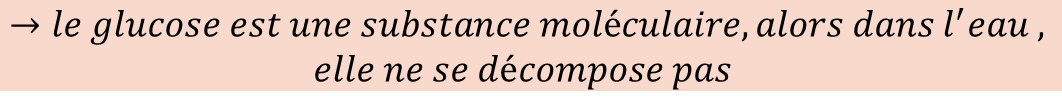 → le glucose est une substance moléculaire, alors dans l'eau ,
elle ne se décompose pas